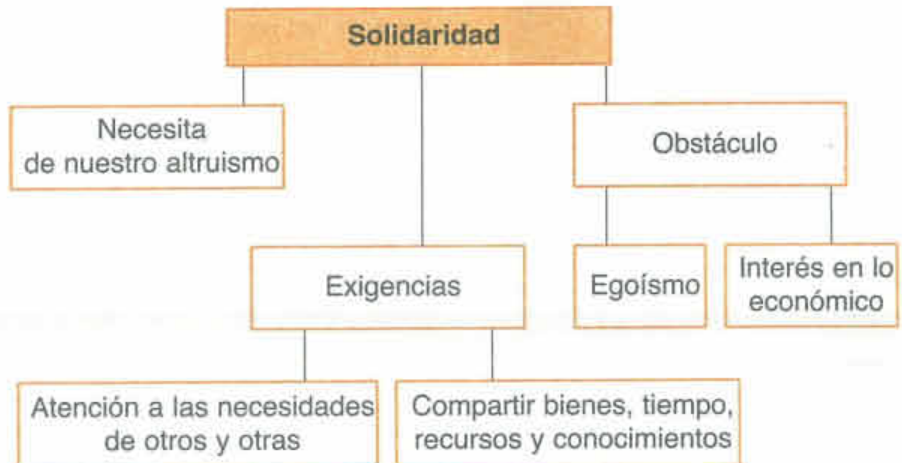 Solidaridad
Necesita
de nuestro altruismo
Obstáculo
Exigencias
Egoísmo
Interés en lo
económico
Atención a las necesidades
de otros y otras
Compartir bienes, tiempo,
recursos y conocimientos